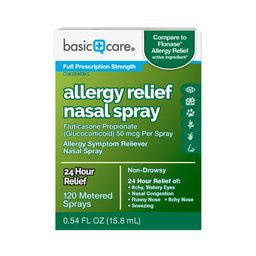 basic care®
Compare to
Flonase®
Allergy Relief
active ingredient*
Full Prescription Strength
allergy relief
nasal spray
Fluticasone Propionate
(Glucocorticoid) 50 mcg Per Spray
Allergy Symptom Reliever
Nasal Spray
24 Hour
Relief
120 Metered
Sprays
Non-Drowsy
24 Hour Relief of:
• Itchy, Watery Eyes
• Nasal Congestion
• Runny Nose • Itchy Nose
• Sneezing
0.54 FL OZ (15.8 mL)